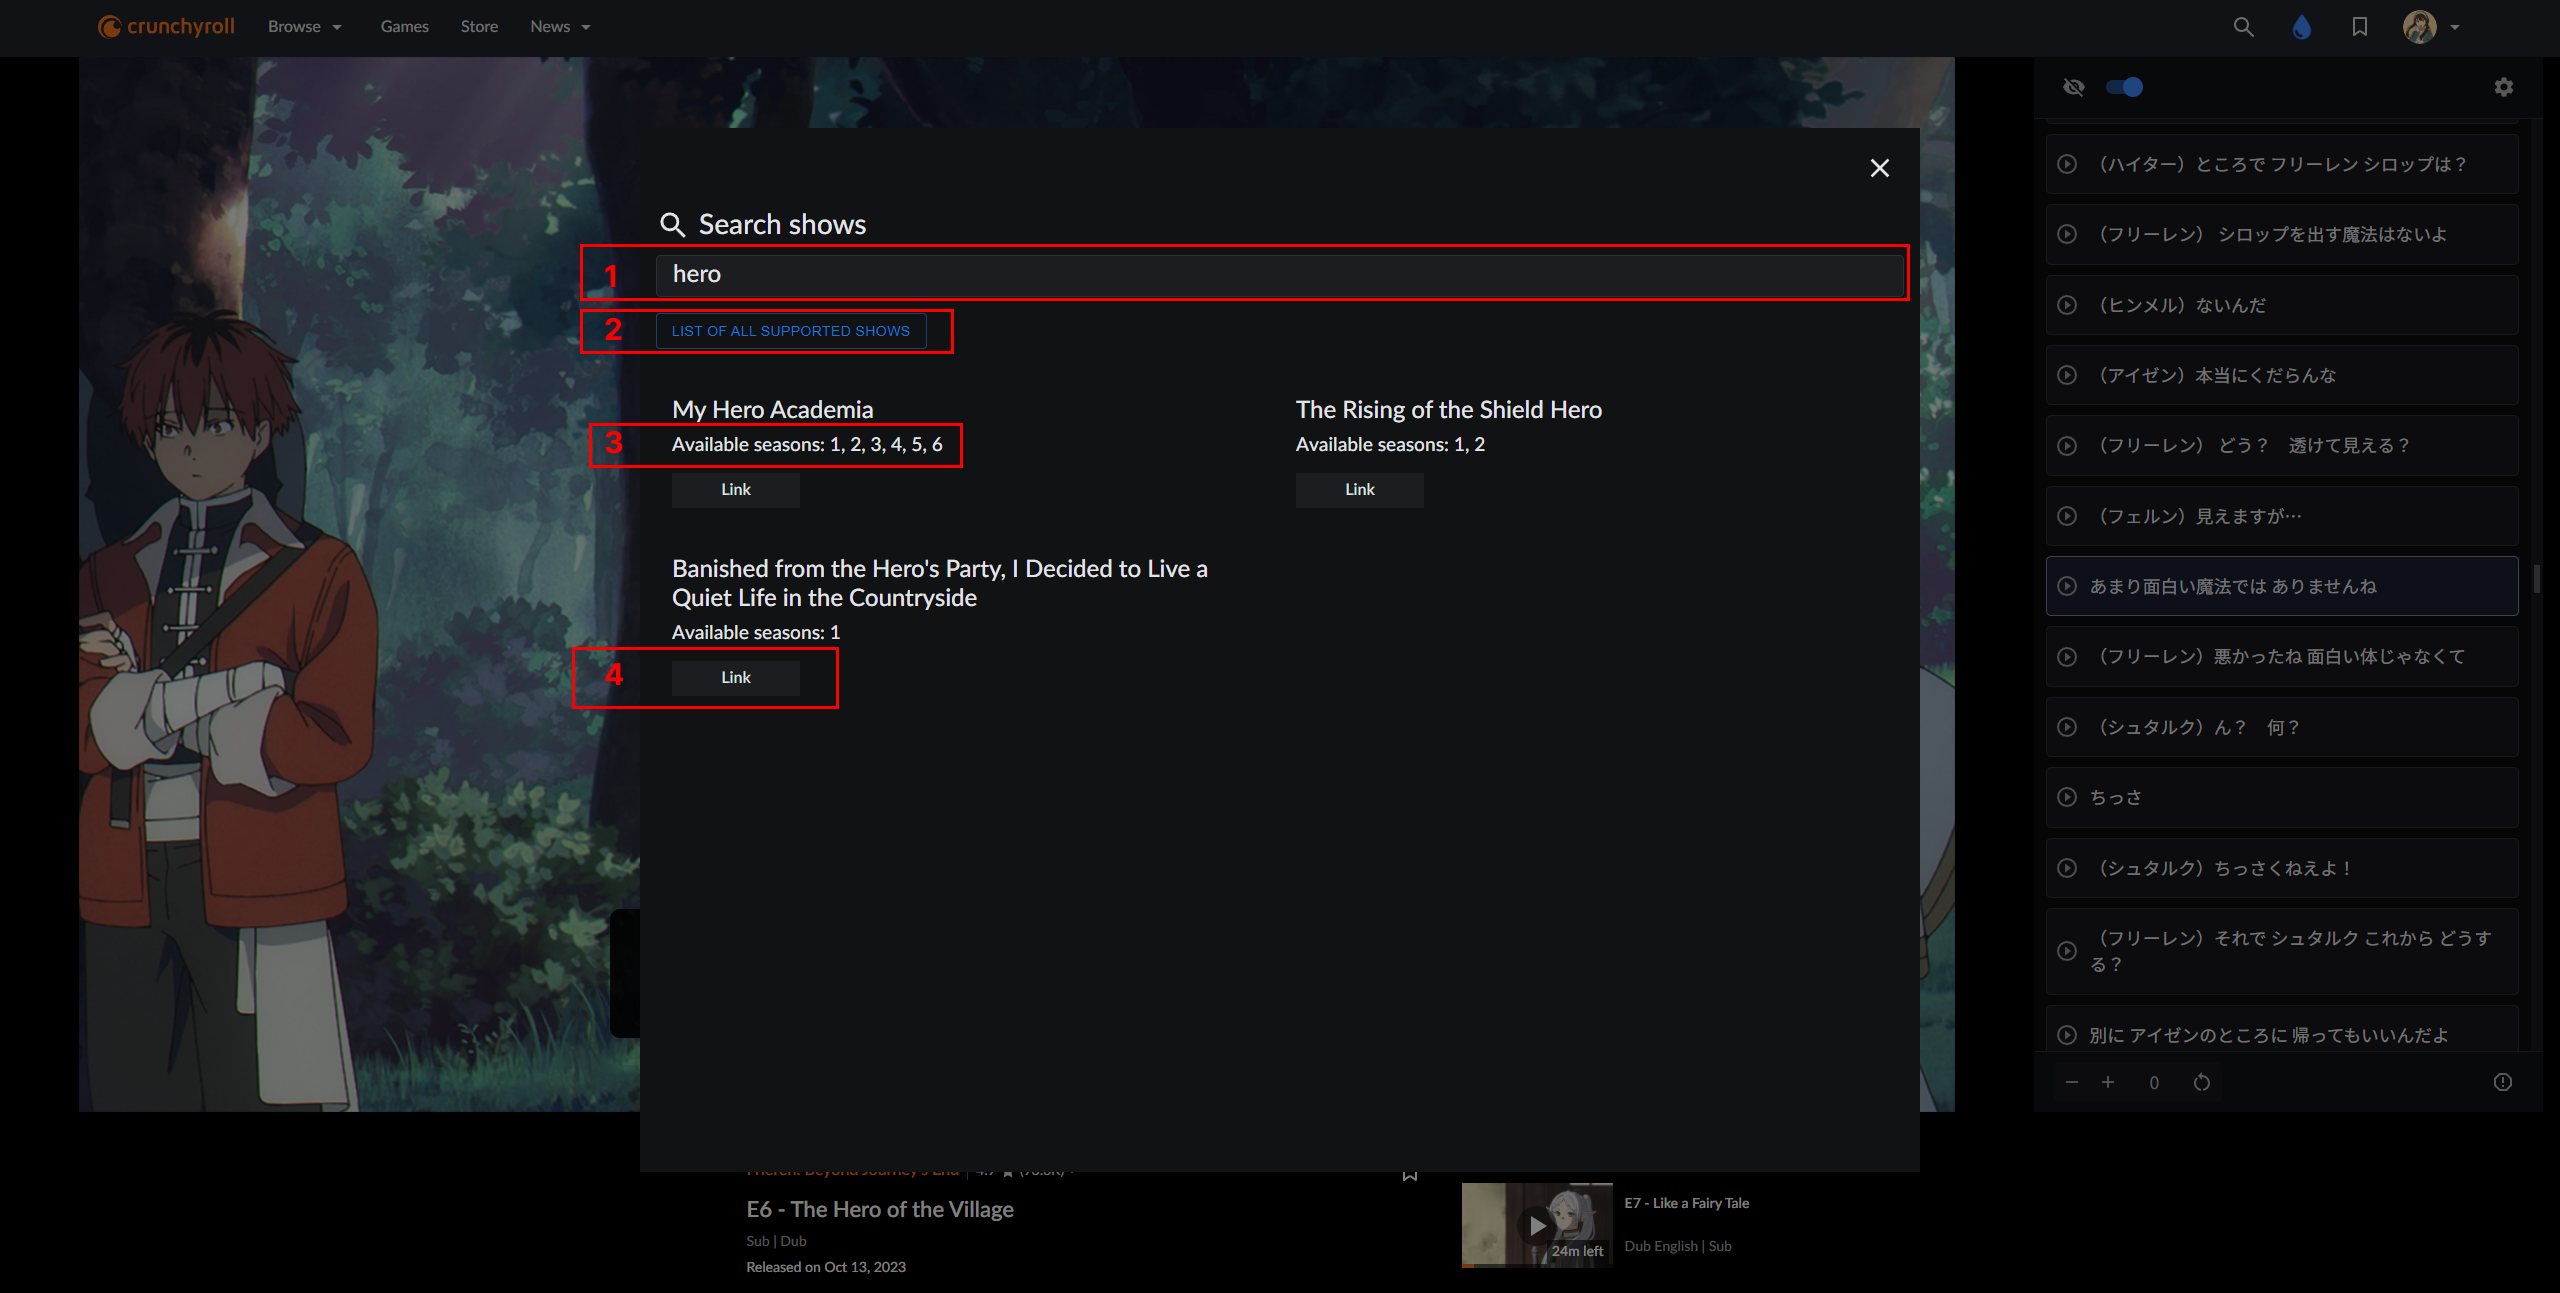 crunchyroll Browse Games Store News
Search shows
1 hero
2 LIST OF ALL SUPPORTED SHOWS
My Hero Academia
3 Available seasons: 1, 2, 3, 4, 5, 6
Link
The Rising of the Shield Hero
Available seasons: 1, 2
Link
Banished from the Hero's Party, I Decided to Live a
Quiet Life in the Countryside
Available seasons: 1
4 Link
E6 - The Hero of the Village
Sub | Dub
Released on Oct 13, 2023
24m left
E7 - Like a Fairy Tale
Dub English | Sub
（ハイター）ところで フリーレン シロップは？
（フリーレン） シロップを出す魔法はないよ
（ヒンメル）ないんだ
（アイゼン）本当にくだらんな
（フリーレン） どう？　透けて見える？
（フェルン）見えますが…
あまり面白い魔法では ありませんね
（フリーレン）悪かったね 面白い体じゃなくて
（シュタルク）ん？　何？
ちっさ
（シュタルク）ちっさくねえよ！
（フリーレン）それで シュタルク これから どうす
る？
別に アイゼンのところに 帰ってもいいんだよ
0